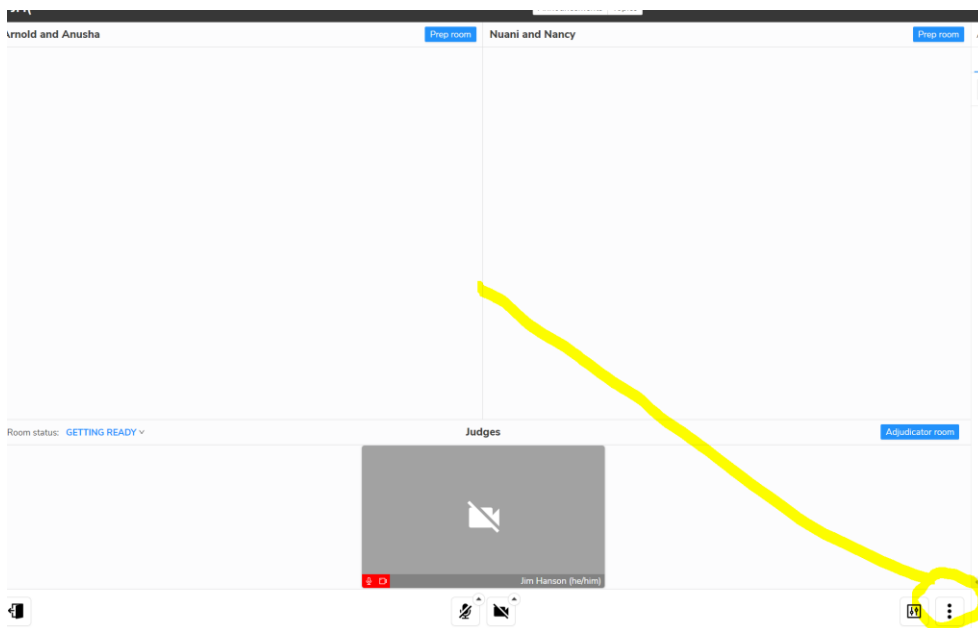 Arnold and Anusha
Prep room
Nuani and Nancy
Prep room
Room status: GETTING READY
Judges
Adjudicator room
Jim Hanson (he/him)